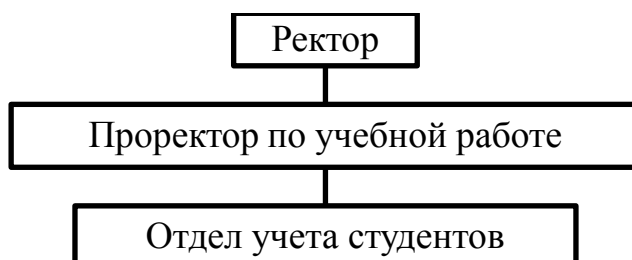 Ректор
Проректор по учебной работе
Отдел учета студентов